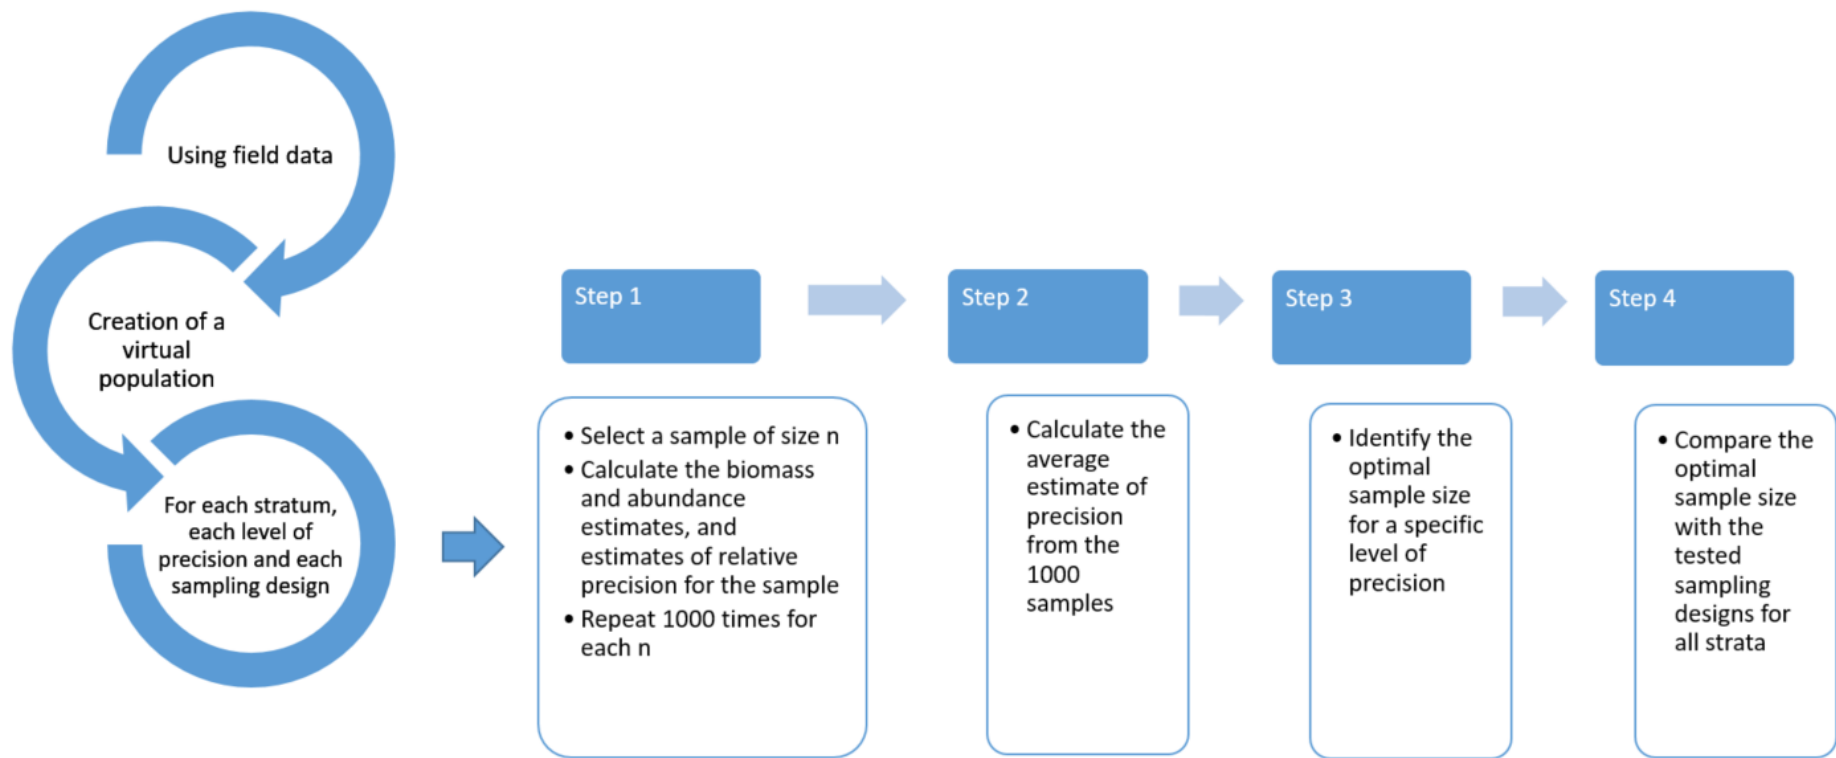 Using field data
Creation of a
virtual
population
For each stratum,
each level of
precision and each
sampling design
Step 1
• Select a sample of size n
• Calculate the biomass
and abundance
estimates, and
estimates of relative
precision for the sample
• Repeat 1000 times for
each n
Step 2
• Calculate the
average
estimate of
precision
from the
1000
samples
Step 3
• Identify the
optimal
sample size
for a specific
level of
precision
Step 4
• Compare the
optimal
sample size
with the
tested
sampling
designs for
all strata